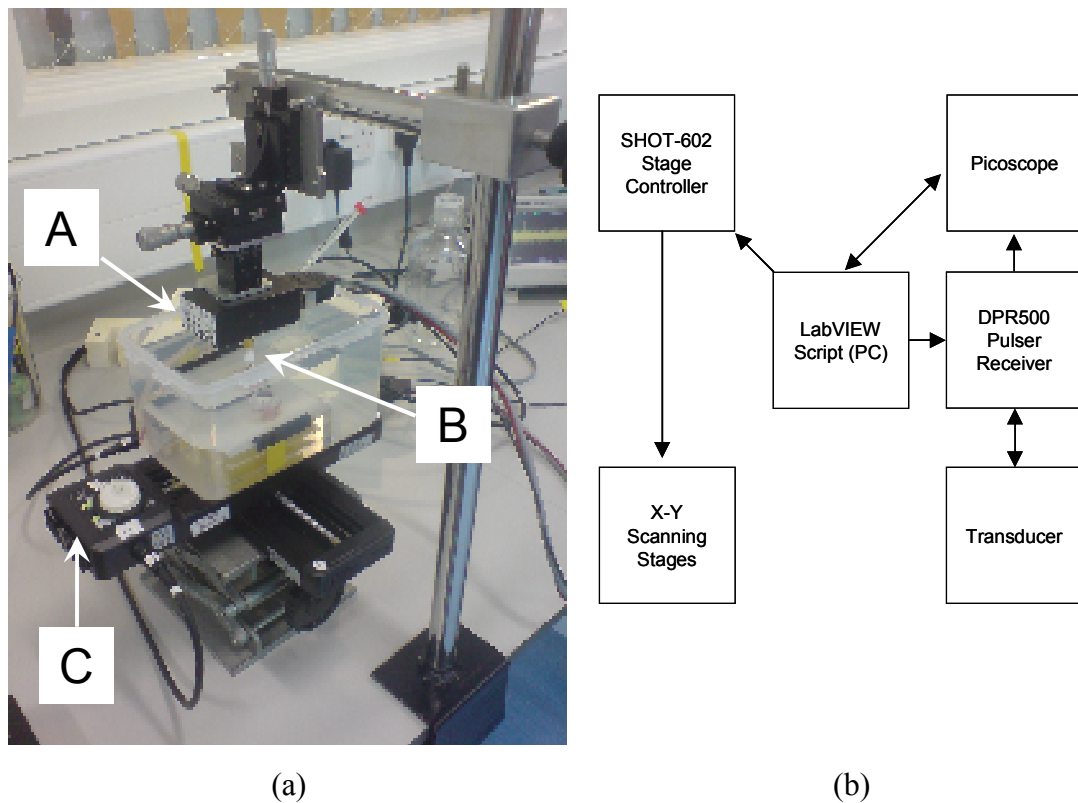 A
B
C
SHOT-602
Stage
Controller
Picoscope
LabVIEW
Script (PC)
DPR500
Pulser
Receiver
X-Y
Scanning
Stages
Transducer
(a)
(b)